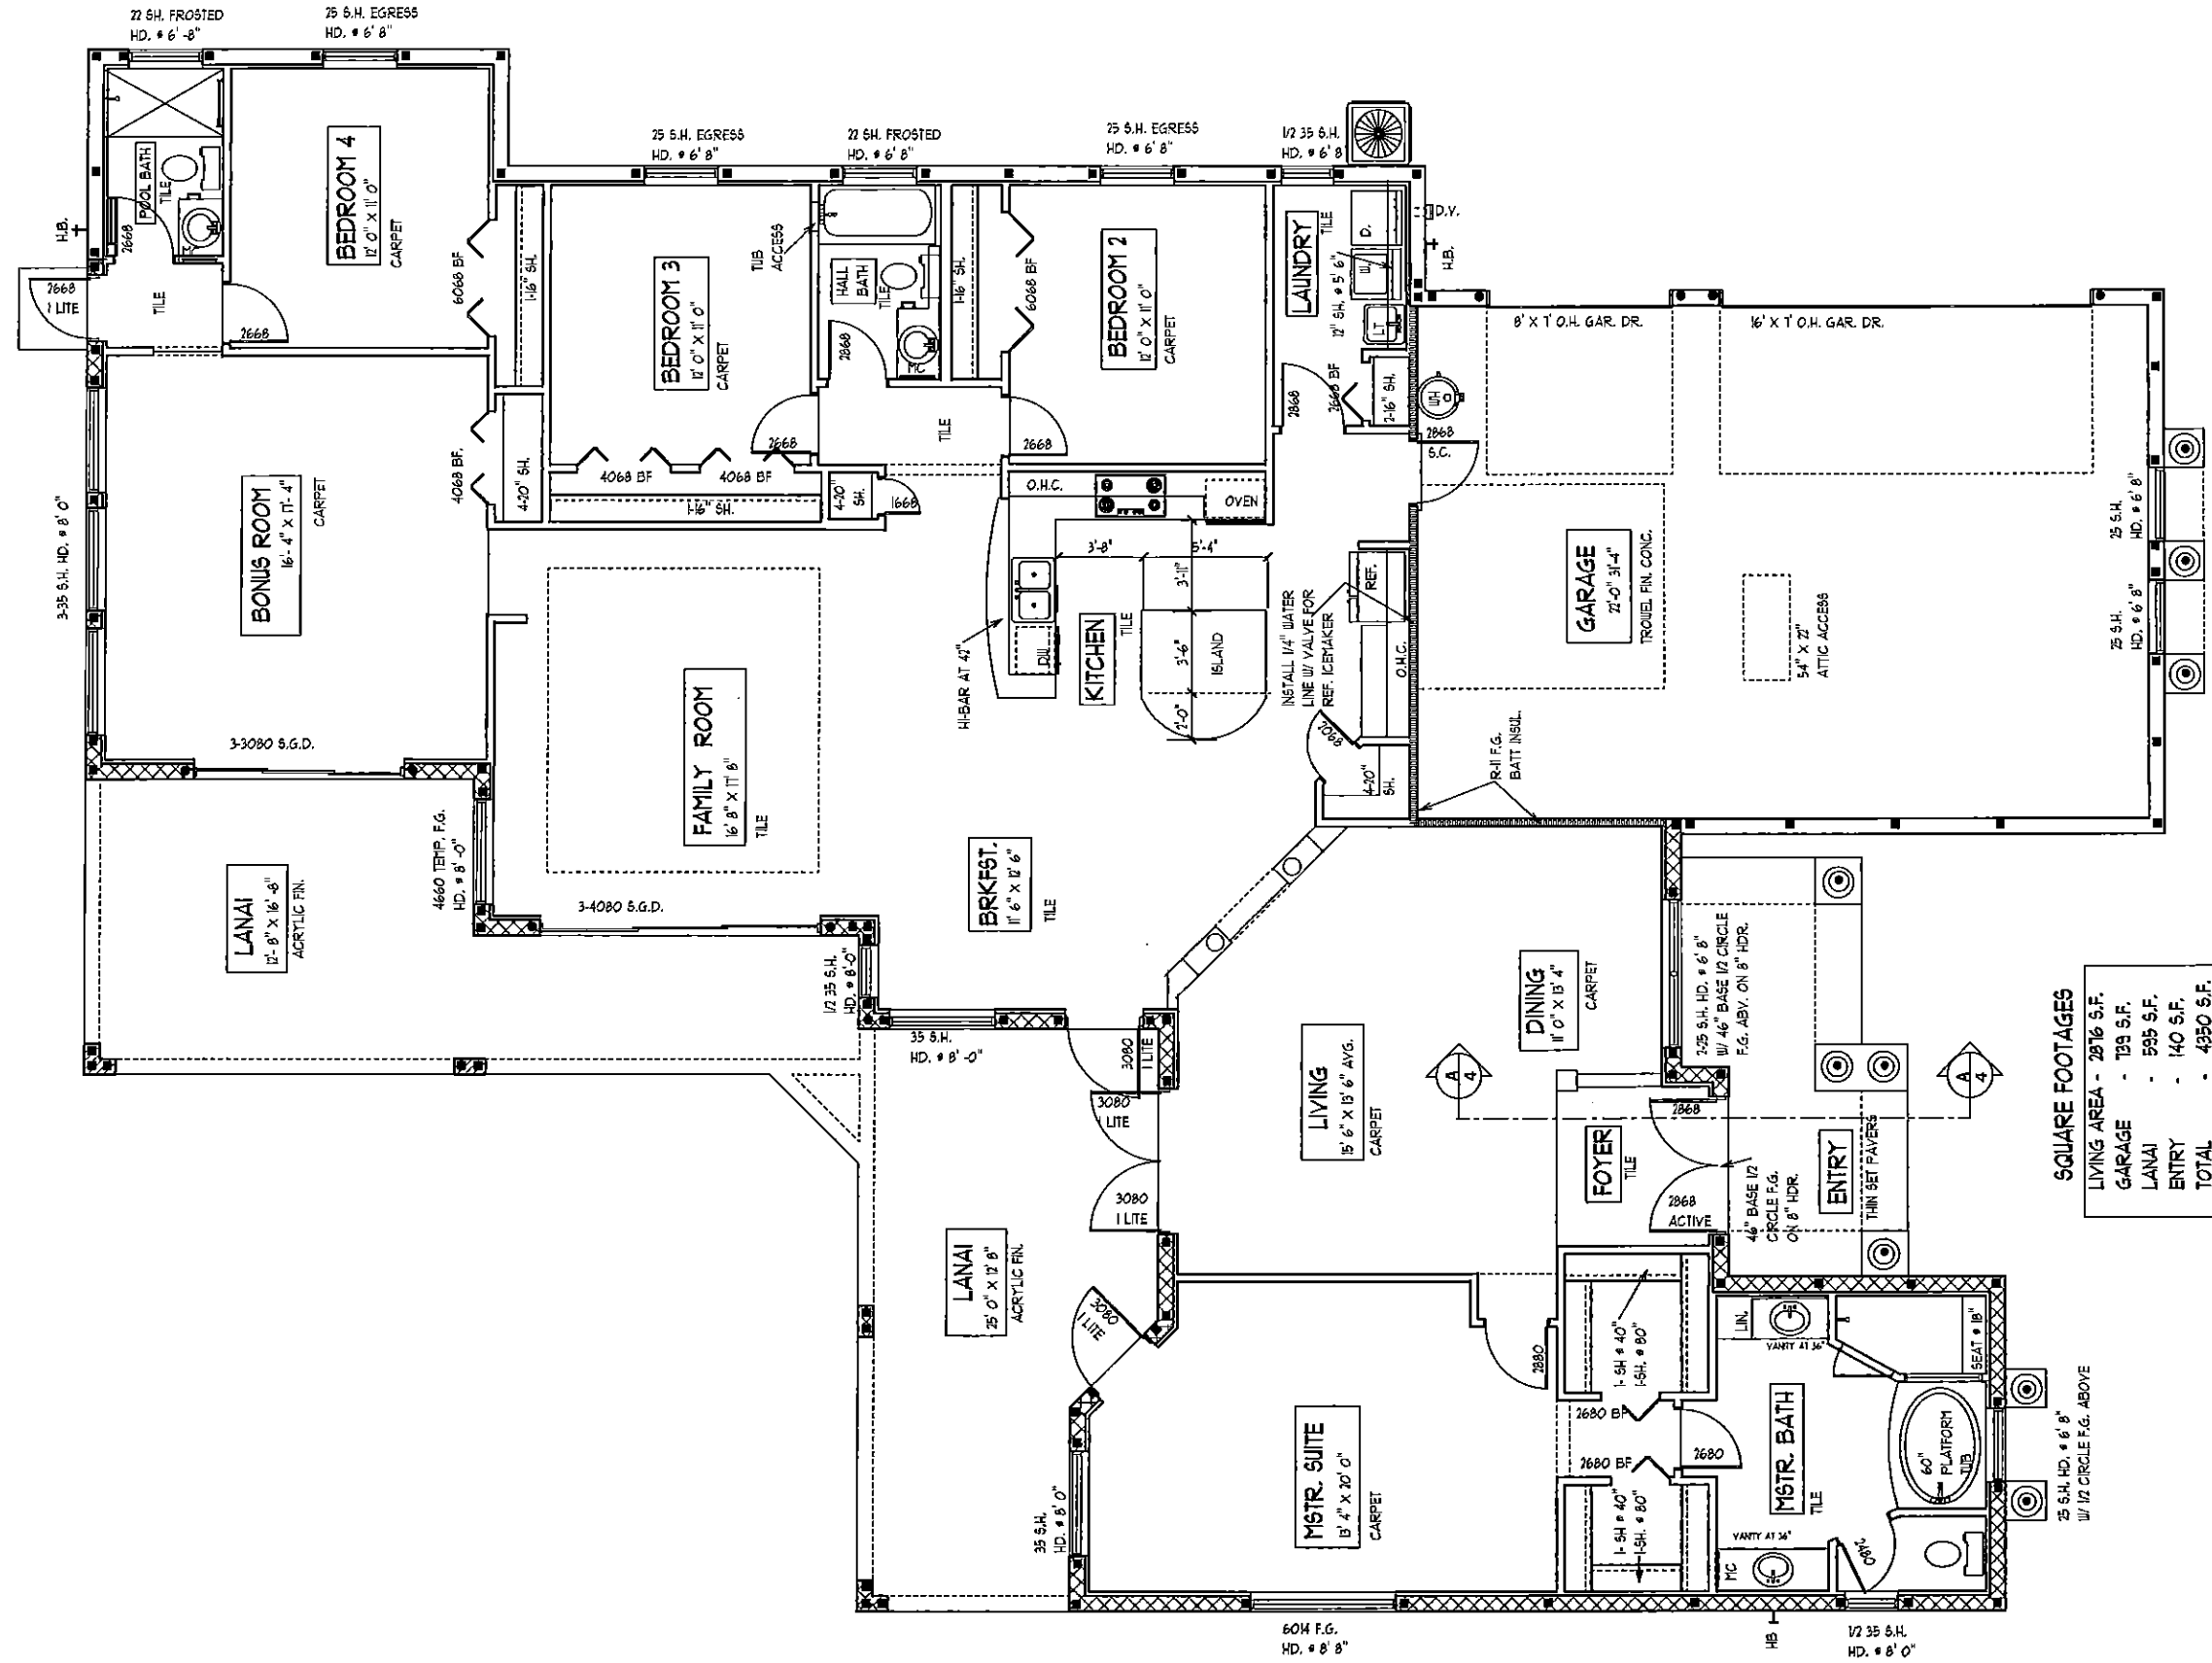 22 SH. FROSTED
HD. @ 6'-8"
25 S.H. EGRESS
HD. @ 6'8"
25 S.H. EGRESS
HD. @ 6'8"
22 SH. FROSTED
HD. @ 6'8"
25 S.H. EGRESS
HD. @ 6'8"
1/2 35 S.H.
HD. @ 6'8
H.B.
POOL BATH
TILE
2668
BEDROOM 4
12' 0" X 11' 0"
CARPET
2668
1 LITE
TILE
2668
6068 BF
1-16" SH.
BEDROOM 3
12' 0" X 11' 0"
CARPET
TUB
ACCESS
HALL
BATH
TILE
2668
MC
1-16" SH.
6068 BF
BEDROOM 2
12' 0" X 11' 0"
CARPET
LAUNDRY
TILE
12" SH. @ 5' 6"
D.
W.
LT
D.V.
H.B.
2868
2668 BF
2-16" SH.
W/H
2868
S.C.
8' X 7' O.H. GAR. DR.
16' X 7' O.H. GAR. DR.
3-35 S.H. HD. @ 8' 0"
BONUS ROOM
16'- 4" X 17'- 4"
CARPET
4068 BF.
4-20" SH.
4068 BF
4068 BF
1-16" SH.
2668
TILE
2668
4-20"
SH.
1668
O.H.C.
OVEN
3'-8"
5'-4"
3'-11"
3'-6"
2'-0"
ISLAND
DW
KITCHEN
TILE
HI-BAR AT 42"
INSTALL 1/4" WATER
LINE W/ VALVE FOR
REF. ICEMAKER
REF.
O.H.C.
2068
4-20"
SH.
GARAGE
22'-0" 31'-4"
TROWEL FIN. CONC.
54" X 22"
ATTIC ACCESS
25 S.H.
HD. @ 6' 8"
25 S.H.
HD. @ 6' 8"
R-11 F.G.
BATT INSUL.
3-3080 S.G.D.
FAMILY ROOM
16' 8" X 17' 8"
TILE
LANAI
12'- 8" X 16' -8"
ACRYLIC FIN.
4660 TEMP. F.G.
HD. @ 8' -0"
3-4080 S.G.D.
1/2 35 S.H.
HD. @ 8'-0"
BRKFST.
11' 6" X 12' 6"
TILE
35 S.H.
HD. @ 8' -0"
3080
1 LITE
3080
1 LITE
3080
1 LITE
3080
1 LITE
LIVING
15' 6" X 13' 6" AVG.
CARPET
DINING
11' 0" X 13' 4"
CARPET
2-25 S.H. HD. @ 6' 8"
W/ 46" BASE 1/2 CIRCLE
F.G. ABV. ON 8" HDR.
A
4
A
4
FOYER
TILE
2868
2868
ACTIVE
46" BASE 1/2
CIRCLE F.G.
ON 8" HDR.
ENTRY
THIN SET PAVERS
SQUARE FOOTAGES
LIVING AREA - 2876 S.F.
GARAGE - 739 S.F.
LANAI - 595 S.F.
ENTRY - 140 S.F.
TOTAL - 4350 S.F.
LANAI
25' 0" X 12' 8"
ACRYLIC FIN.
35 S.H.
HD. @ 8' 0"
MSTR. SUITE
13' 4" X 20' 0"
CARPET
2880
1- SH @ 40"
1-SH. @ 80"
2680 BF
2680 BF
2680
1- SH @ 40"
1-SH. @ 80"
LIN.
VANITY AT 36"
MSTR. BATH
TILE
SEAT @ 18"
60"
PLATFORM
TUB
VANITY AT 36"
MC
2480
25 S.H. HD. @ 6' 8"
W/ 1/2 CIRCLE F.G. ABOVE
6014 F.G.
HD. @ 8' 8"
HB
1/2 35 S.H.
HD. @ 8' 0"